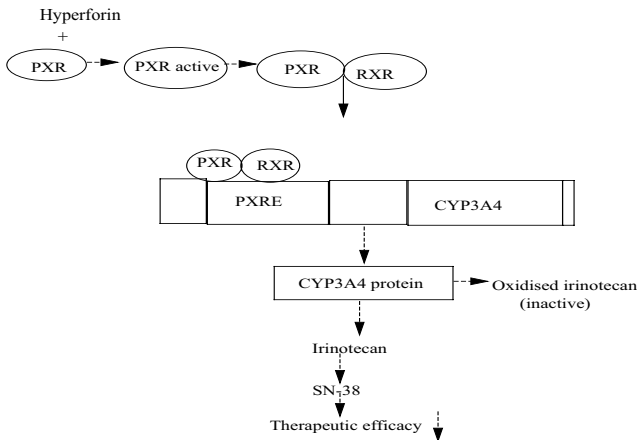 Hyperforin
+
PXR
PXR active
PXR
RXR
PXR
RXR
PXRE
CYP3A4
CYP3A4 protein
Oxidised irinotecan
(inactive)
Irinotecan
SN-38
Therapeutic efficacy